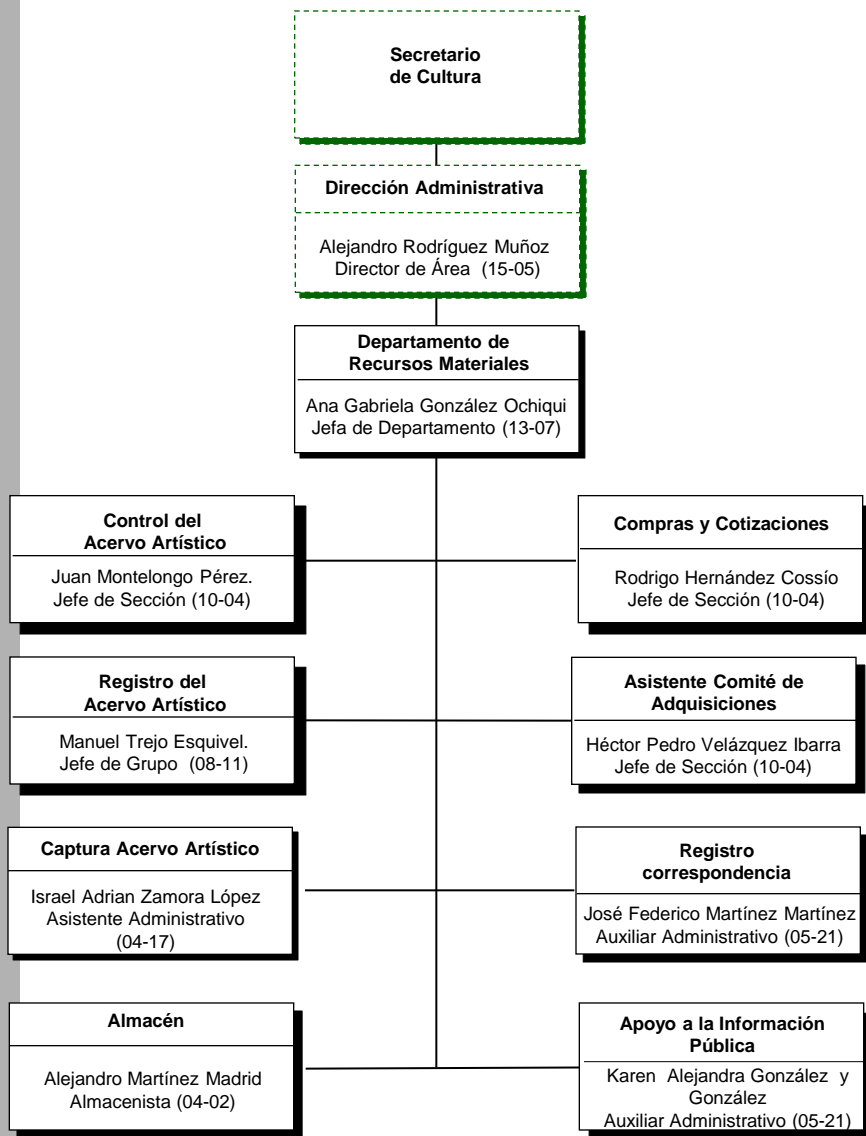 Secretario
de Cultura
Dirección Administrativa
Alejandro Rodríguez Muñoz
Director de Área (15-05)
Departamento de
Recursos Materiales
Ana Gabriela González Ochiqui
Jefa de Departamento (13-07)
Control del
Acervo Artístico
Juan Montelongo Pérez.
Jefe de Sección (10-04)
Compras y Cotizaciones
Rodrigo Hernández Cossío
Jefe de Sección (10-04)
Registro del
Acervo Artístico
Manuel Trejo Esquivel.
Jefe de Grupo (08-11)
Asistente Comité de
Adquisiciones
Héctor Pedro Velázquez Ibarra
Jefe de Sección (10-04)
Captura Acervo Artístico
Israel Adrian Zamora López
Asistente Administrativo
(04-17)
Registro
correspondencia
José Federico Martínez Martínez
Auxiliar Administrativo (05-21)
Almacén
Alejandro Martínez Madrid
Almacenista (04-02)
Apoyo a la Información
Pública
Karen Alejandra González y
González
Auxiliar Administrativo (05-21)